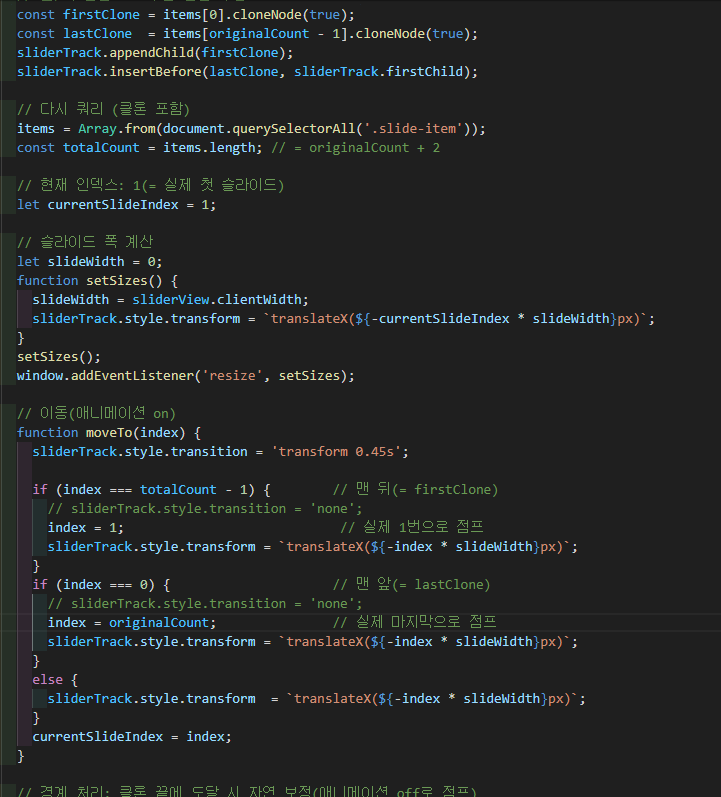 const firstClone = items[0].cloneNode(true);
const lastClone  = items[originalCount - 1].cloneNode(true);
sliderTrack.appendChild(firstClone);
sliderTrack.insertBefore(lastClone, sliderTrack.firstChild);
// 다시 쿼리 (클론 포함)
items = Array.from(document.querySelectorAll('.slide-item'));
const totalCount = items.length; // = originalCount + 2
// 현재 인덱스: 1(= 실제 첫 슬라이드)
let currentSlideIndex = 1;
// 슬라이드 폭 계산
let slideWidth = 0;
function setSizes() {
  slideWidth = sliderView.clientWidth;
  sliderTrack.style.transform = `translateX(${-currentSlideIndex * slideWidth}px)`;
}
setSizes();
window.addEventListener('resize', setSizes);
// 이동(애니메이션 on)
function moveTo(index) {
  sliderTrack.style.transition = 'transform 0.45s';
  if (index === totalCount - 1) {        // 맨 뒤(= firstClone)
    // sliderTrack.style.transition = 'none';
    index = 1;                            // 실제 1번으로 점프
    sliderTrack.style.transform = `translateX(${-index * slideWidth}px)`;
  }
  if (index === 0) {                     // 맨 앞(= lastClone)
    // sliderTrack.style.transition = 'none';
    index = originalCount;               // 실제 마지막으로 점프
    sliderTrack.style.transform = `translateX(${-index * slideWidth}px)`;
  }
  else {
    sliderTrack.style.transform  = `translateX(${-index * slideWidth}px)`;
  }
  currentSlideIndex = index;
}
// 경계 처리: 클론 끝에 도달 시 자연 보정(애니메이션 off로 점프)